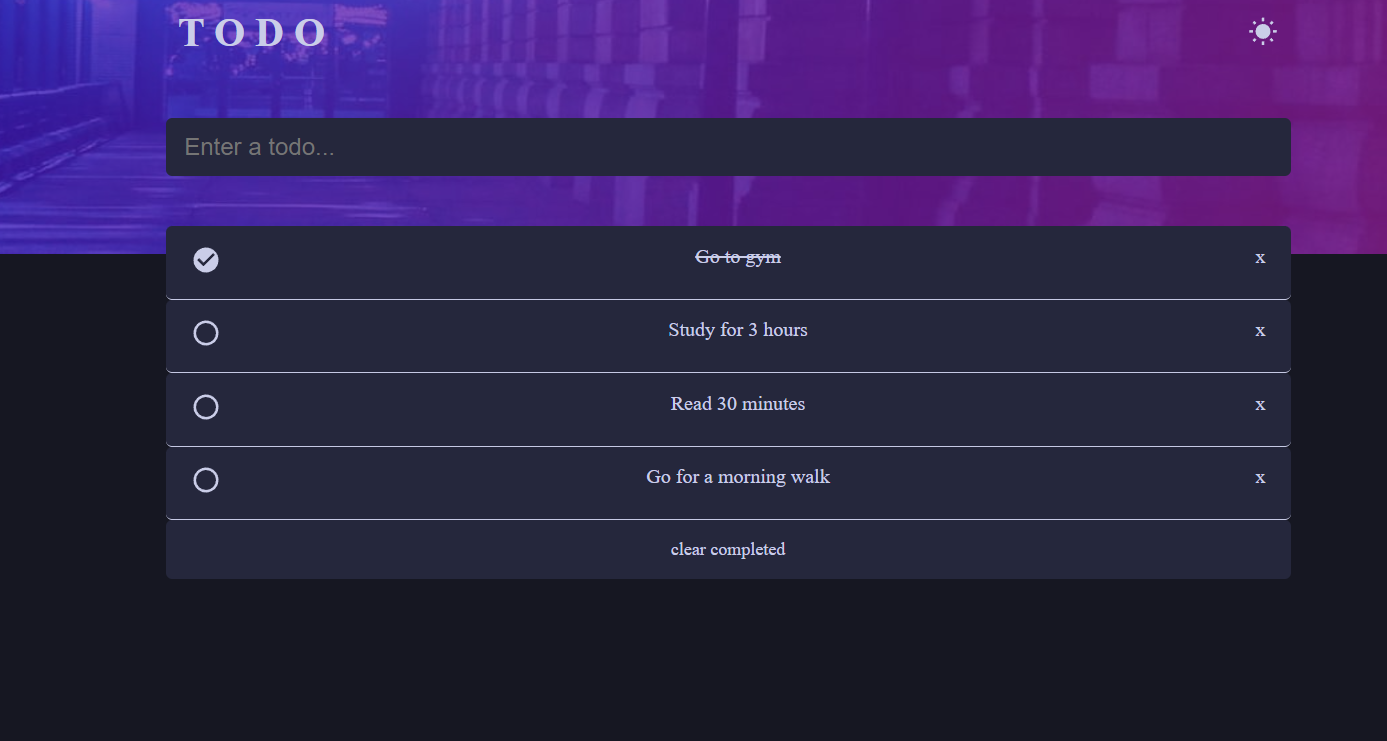 TODO
Enter a todo...
Go to gym x
Study for 3 hours x
Read 30 minutes x
Go for a morning walk x
clear completed